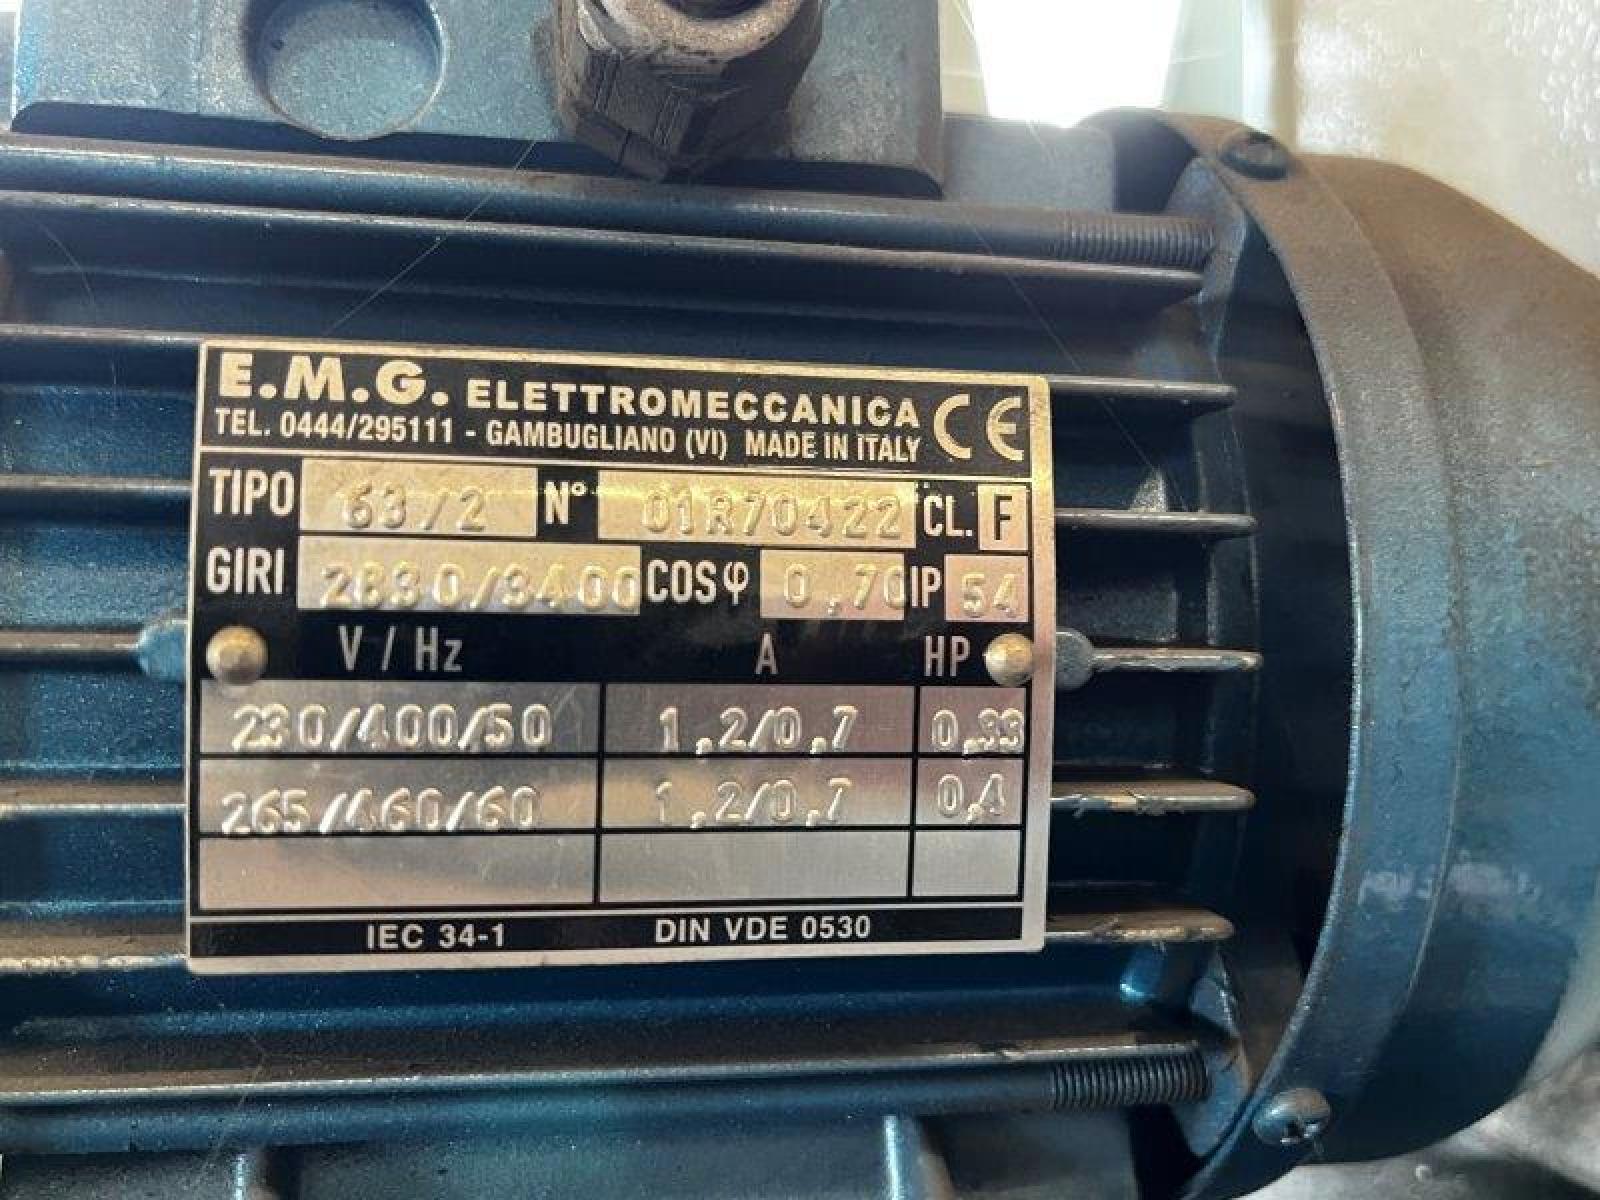 E.M.G. ELETTROMECCANICA CE
TEL. 0444/295111 - GAMBUGLIANO (VI) MADE IN ITALY
TIPO 63/2 N° 01R70422 CL. F
GIRI 2830/3400 COSφ 0,70 IP 54
V / Hz A HP
230/400/50 1,2/0,7 0,33
265/460/60 1,2/0,7 0,4
IEC 34-1 DIN VDE 0530